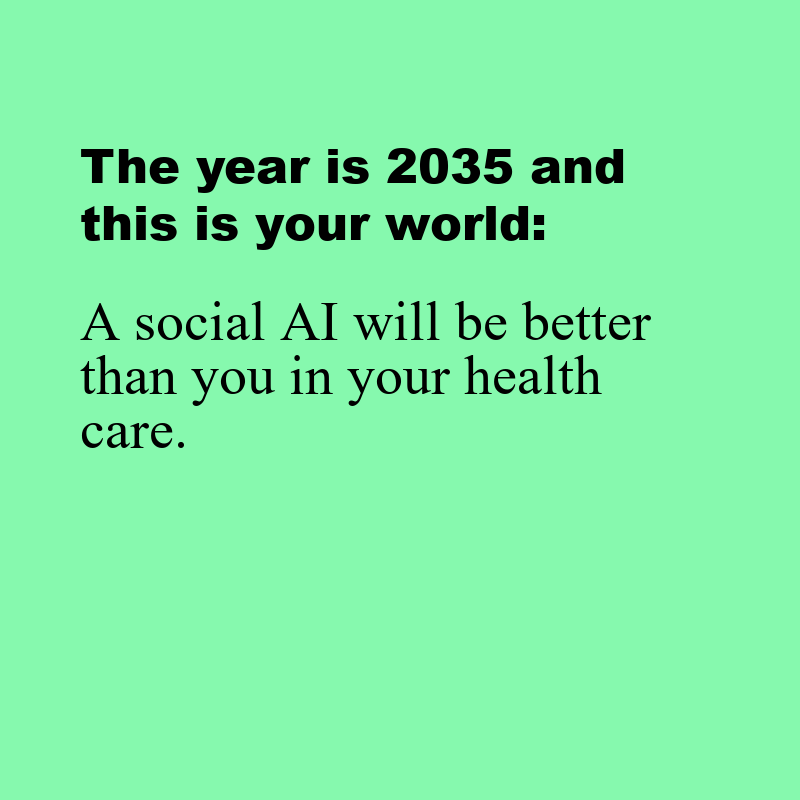 The year is 2035 and
this is your world:
A social AI will be better
than you in your health
care.